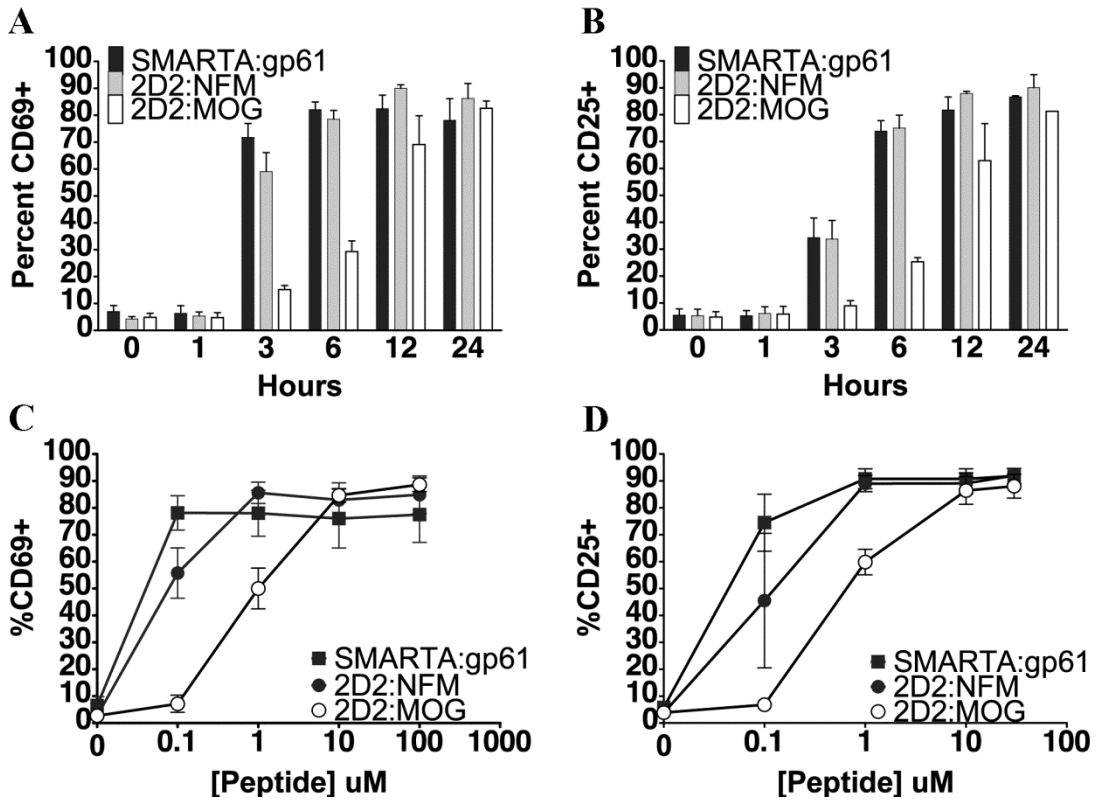 A
Percent CD69+
100
90
80
70
60
50
40
30
20
10
0
SMARTA:gp61
2D2:NFM
2D2:MOG
0 1 3 6 12 24
Hours
B
Percent CD25+
100
90
80
70
60
50
40
30
20
10
0
SMARTA:gp61
2D2:NFM
2D2:MOG
0 1 3 6 12 24
Hours
C
%CD69+
100
90
80
70
60
50
40
30
20
10
0
SMARTA:gp61
2D2:NFM
2D2:MOG
0 0.1 1 10 100 1000
[Peptide] uM
D
%CD25+
100
90
80
70
60
50
40
30
20
10
0
SMARTA:gp61
2D2:NFM
2D2:MOG
0 0.1 1 10 100
[Peptide] uM